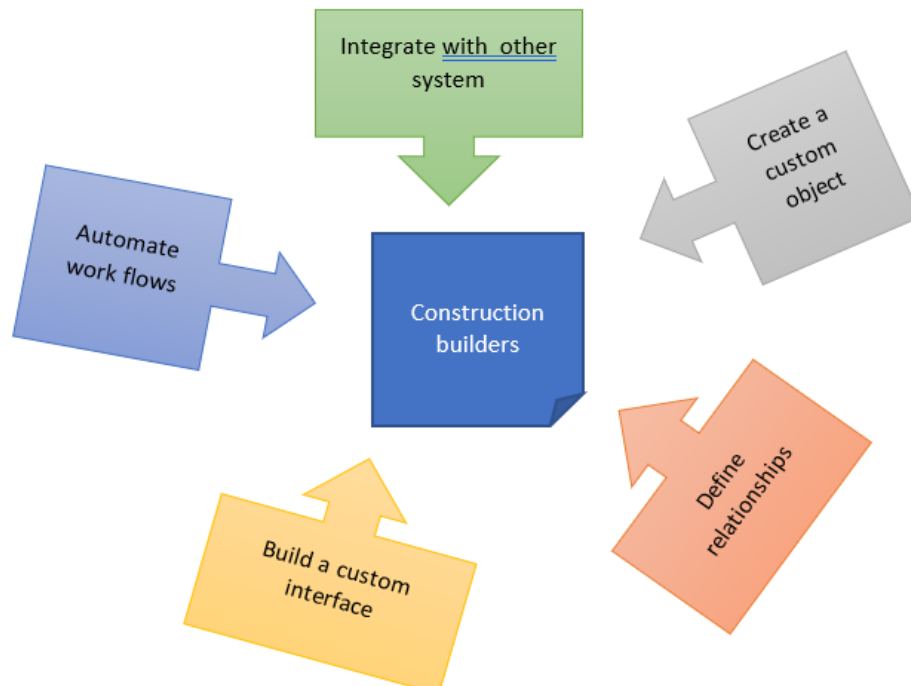 Integrate with  other
system
Create a
custom
object
Automate
work flows
Construction
builders
Define
relationships
Build a custom
interface